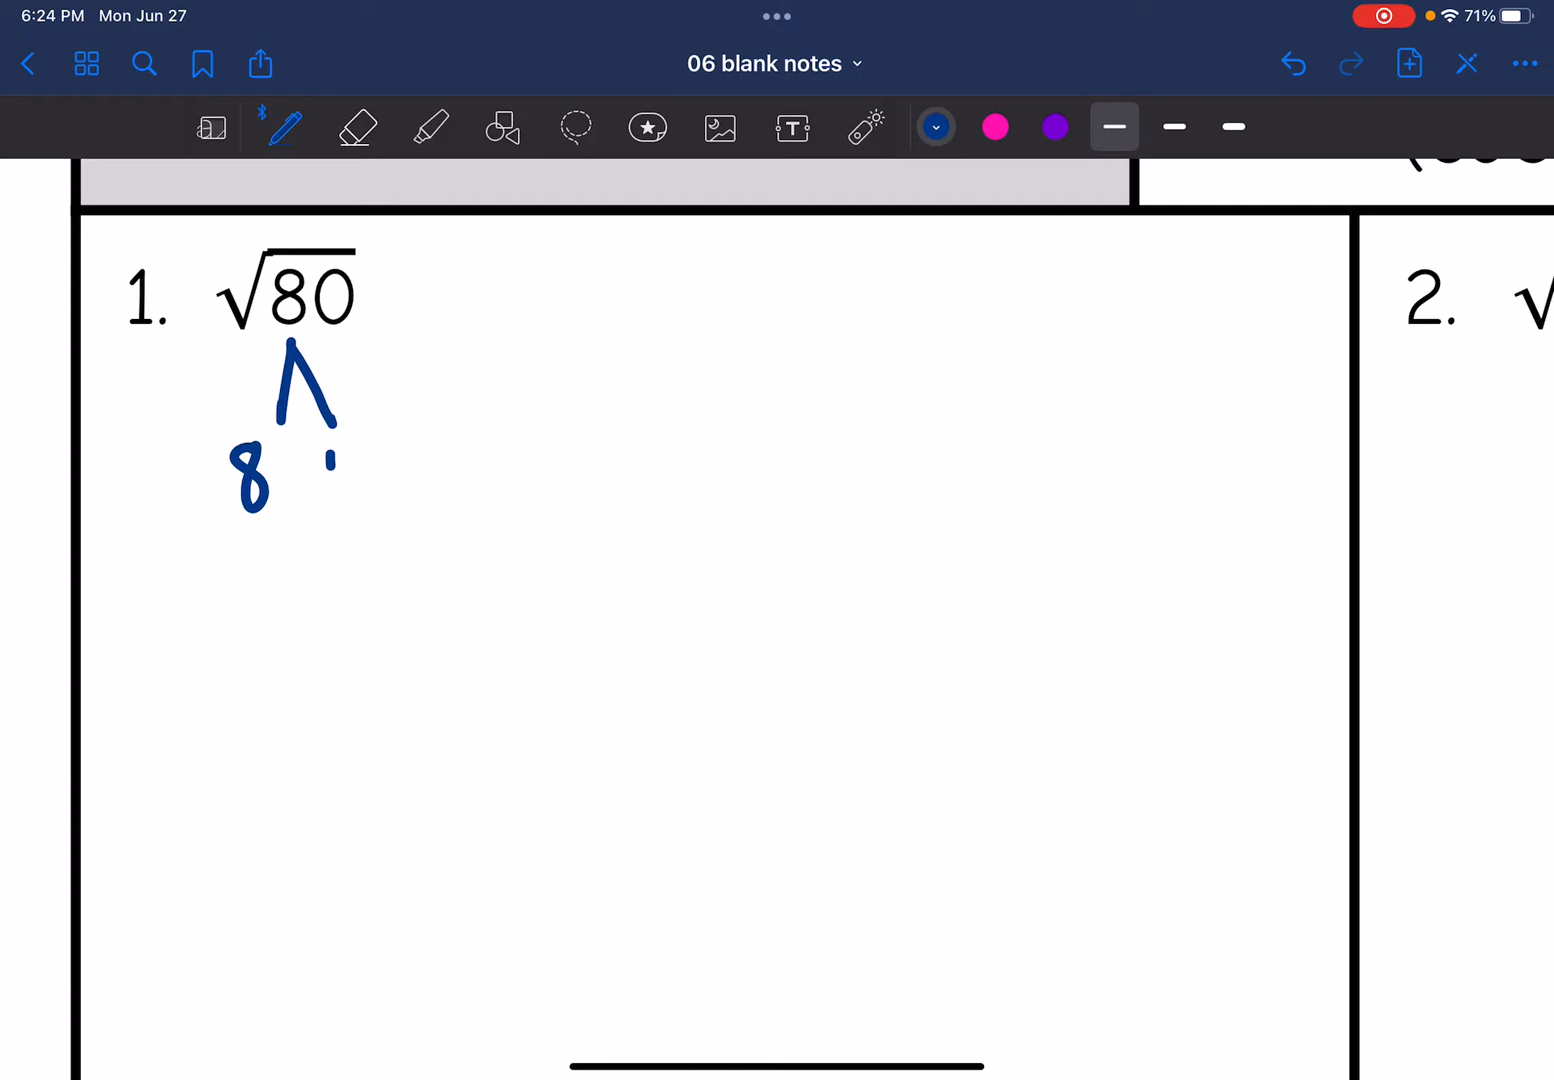 6:24 PM Mon Jun 27
71%
06 blank notes
T
1. √80
2. √
8